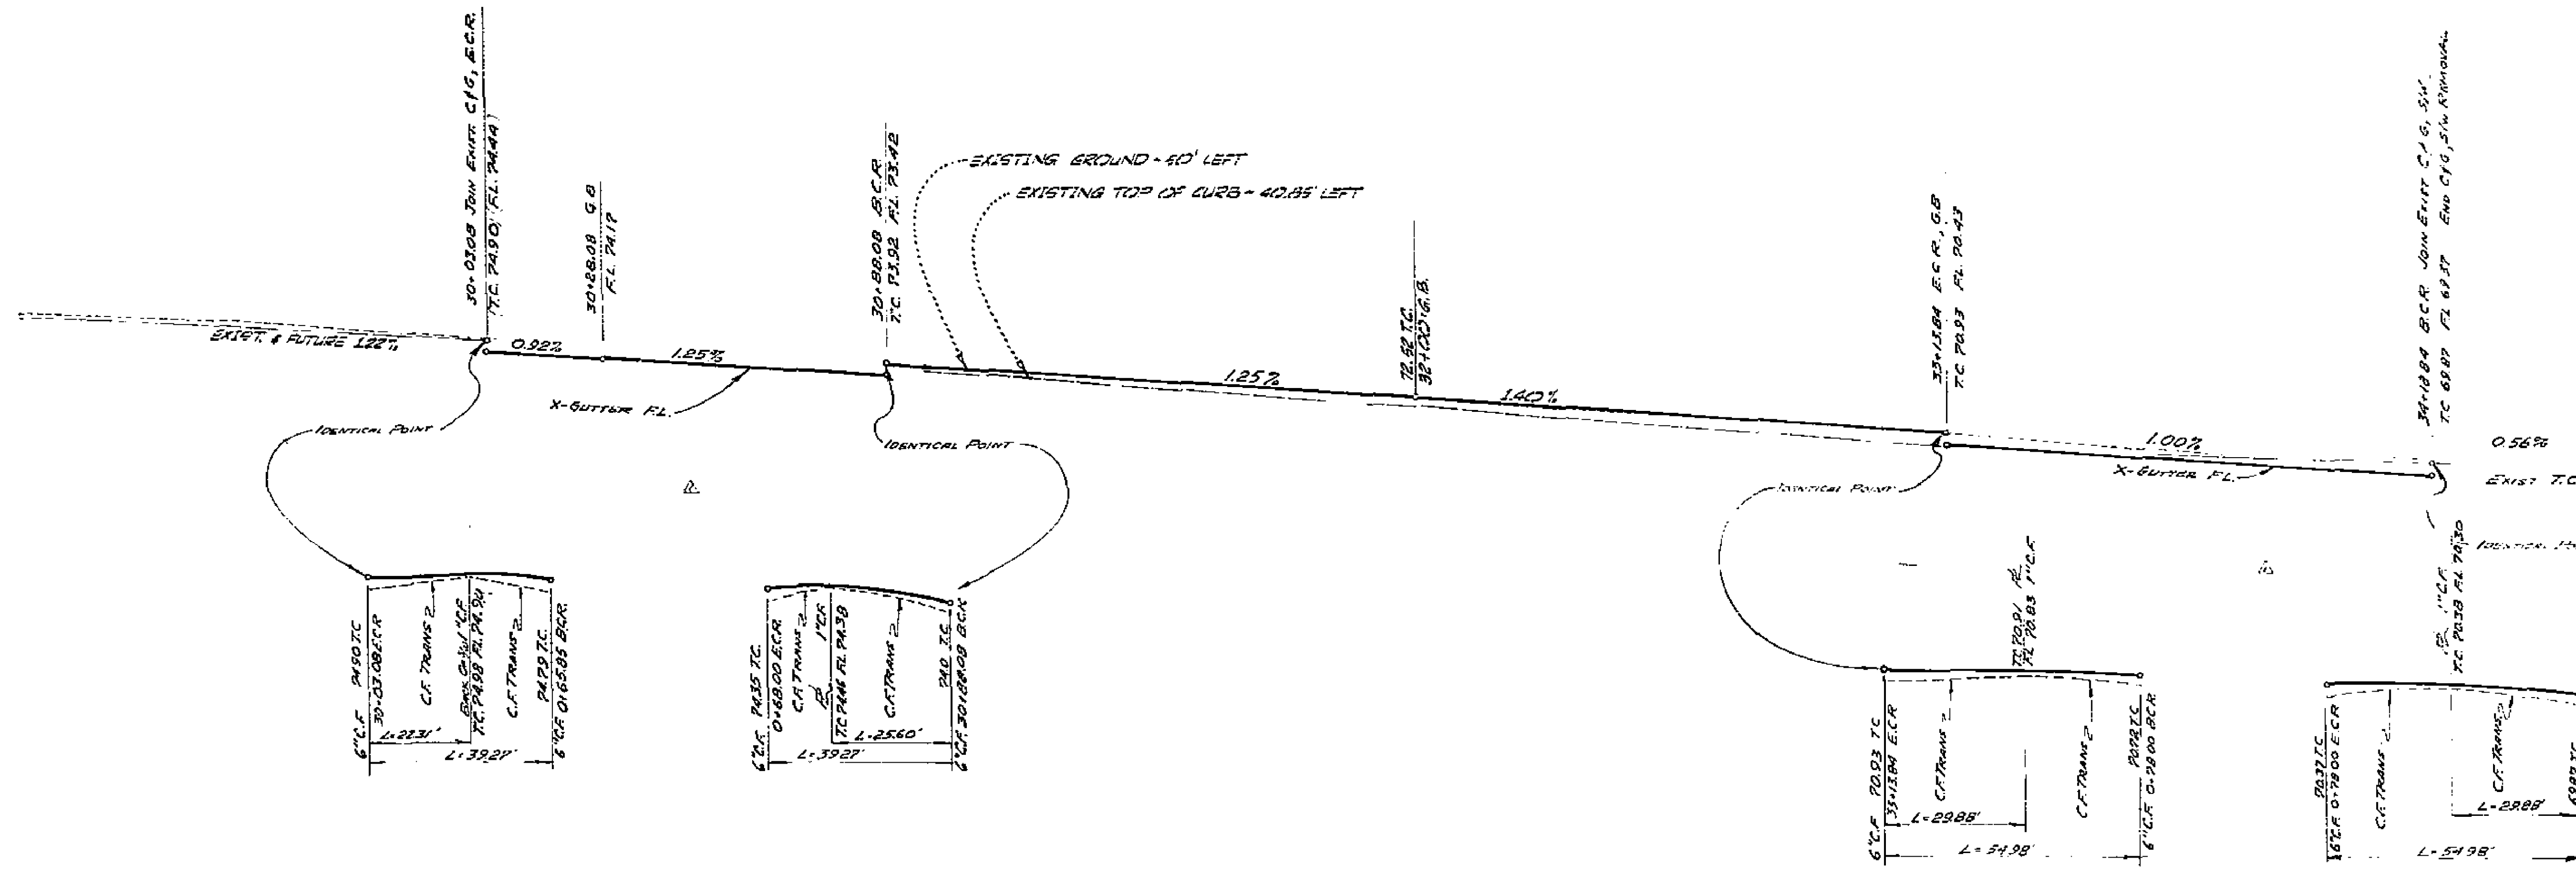 30+03.08 JOIN EXIST. C&G, E.C.R.
T.C. 74.90 (F.L. 74.44)
30+28.08 G.B
F.L. 74.17
30+88.08 B.C.R.
T.C. 73.92 F.L. 73.42
EXISTING GROUND - 40' LEFT
EXISTING TOP OF CURB - 40.85' LEFT
72.52 T.C.
32+00 G.B.
33+13.84 E.C.R., G.B
T.C 70.93 F.L. 70.43
34+18.84 B.C.R JOIN EXIST C&G, S/W
T.C 69.87 FL 69.37 END C&G, S/W REMOVAL
EXIST. & FUTURE 1.22%
0.92%
1.25%
X-GUTTER F.L.
1.25%
1.40%
1.00%
X-GUTTER F.L.
0.56%
EXIST T.C
IDENTICAL POINT
IDENTICAL POINT
IDENTICAL POINT
6"C.F. 74.90 T.C
30+03.08 E.C.R
C.F. TRANS
1"C.F.
T.C. 74.98 F.L. 74.90
C.F. TRANS
74.79 T.C.
6"C.F. 0+65.85 B.C.R.
L=22.31'
L=39.27'
6"C.F. 74.35 T.C.
0+68.00 E.C.R.
C.F. TRANS
1"C.F.
T.C 74.46 F.L. 74.38
C.F. TRANS
74.0 T.C.
6"C.F. 30+88.08 B.C.R
L=25.60'
L=39.27'
6"C.F 70.93 T.C
33+13.84 E.C.R
C.F. TRANS
T.C 70.91
F.L 70.83 1"C.F.
C.F. TRANS
70.72 T.C
6"C.F. 0+78.00 B.C.R.
L=29.88'
L=54.98'
70.37 T.C
6"C.F. 0+78.00 E.C.R
C.F. TRANS
1"C.F.
T.C. 70.38 F.L 70.30
C.F. TRANS
69.87 T.C
L=29.88'
L=54.98'